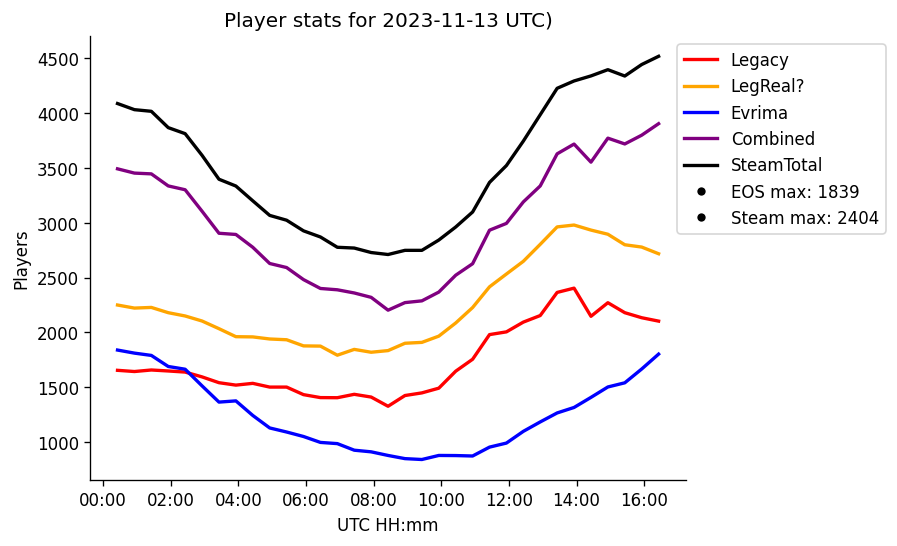 Player stats for 2023-11-13 UTC)
Players
4500
4000
3500
3000
2500
2000
1500
1000
00:00 02:00 04:00 06:00 08:00 10:00 12:00 14:00 16:00
UTC HH:mm
Legacy
LegReal?
Evrima
Combined
SteamTotal
EOS max: 1839
Steam max: 2404